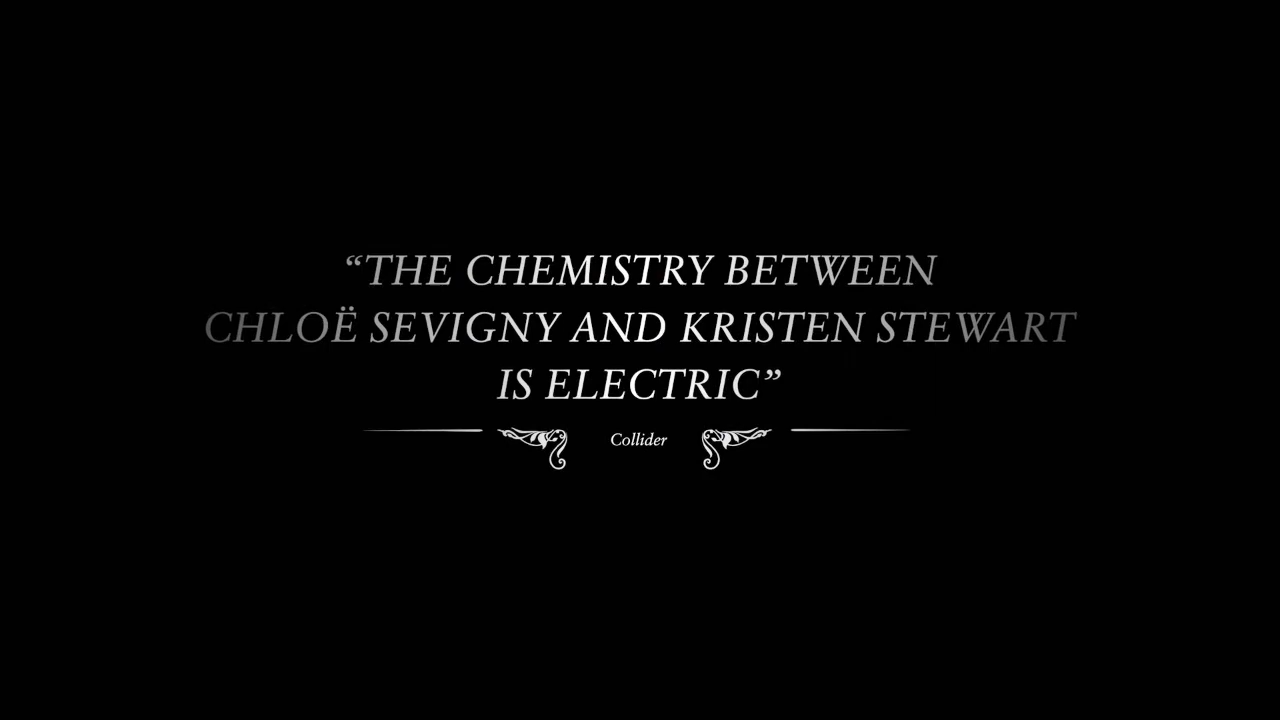 “THE CHEMISTRY BETWEEN
CHLOË SEVIGNY AND KRISTEN STEWART
IS ELECTRIC”
Collider